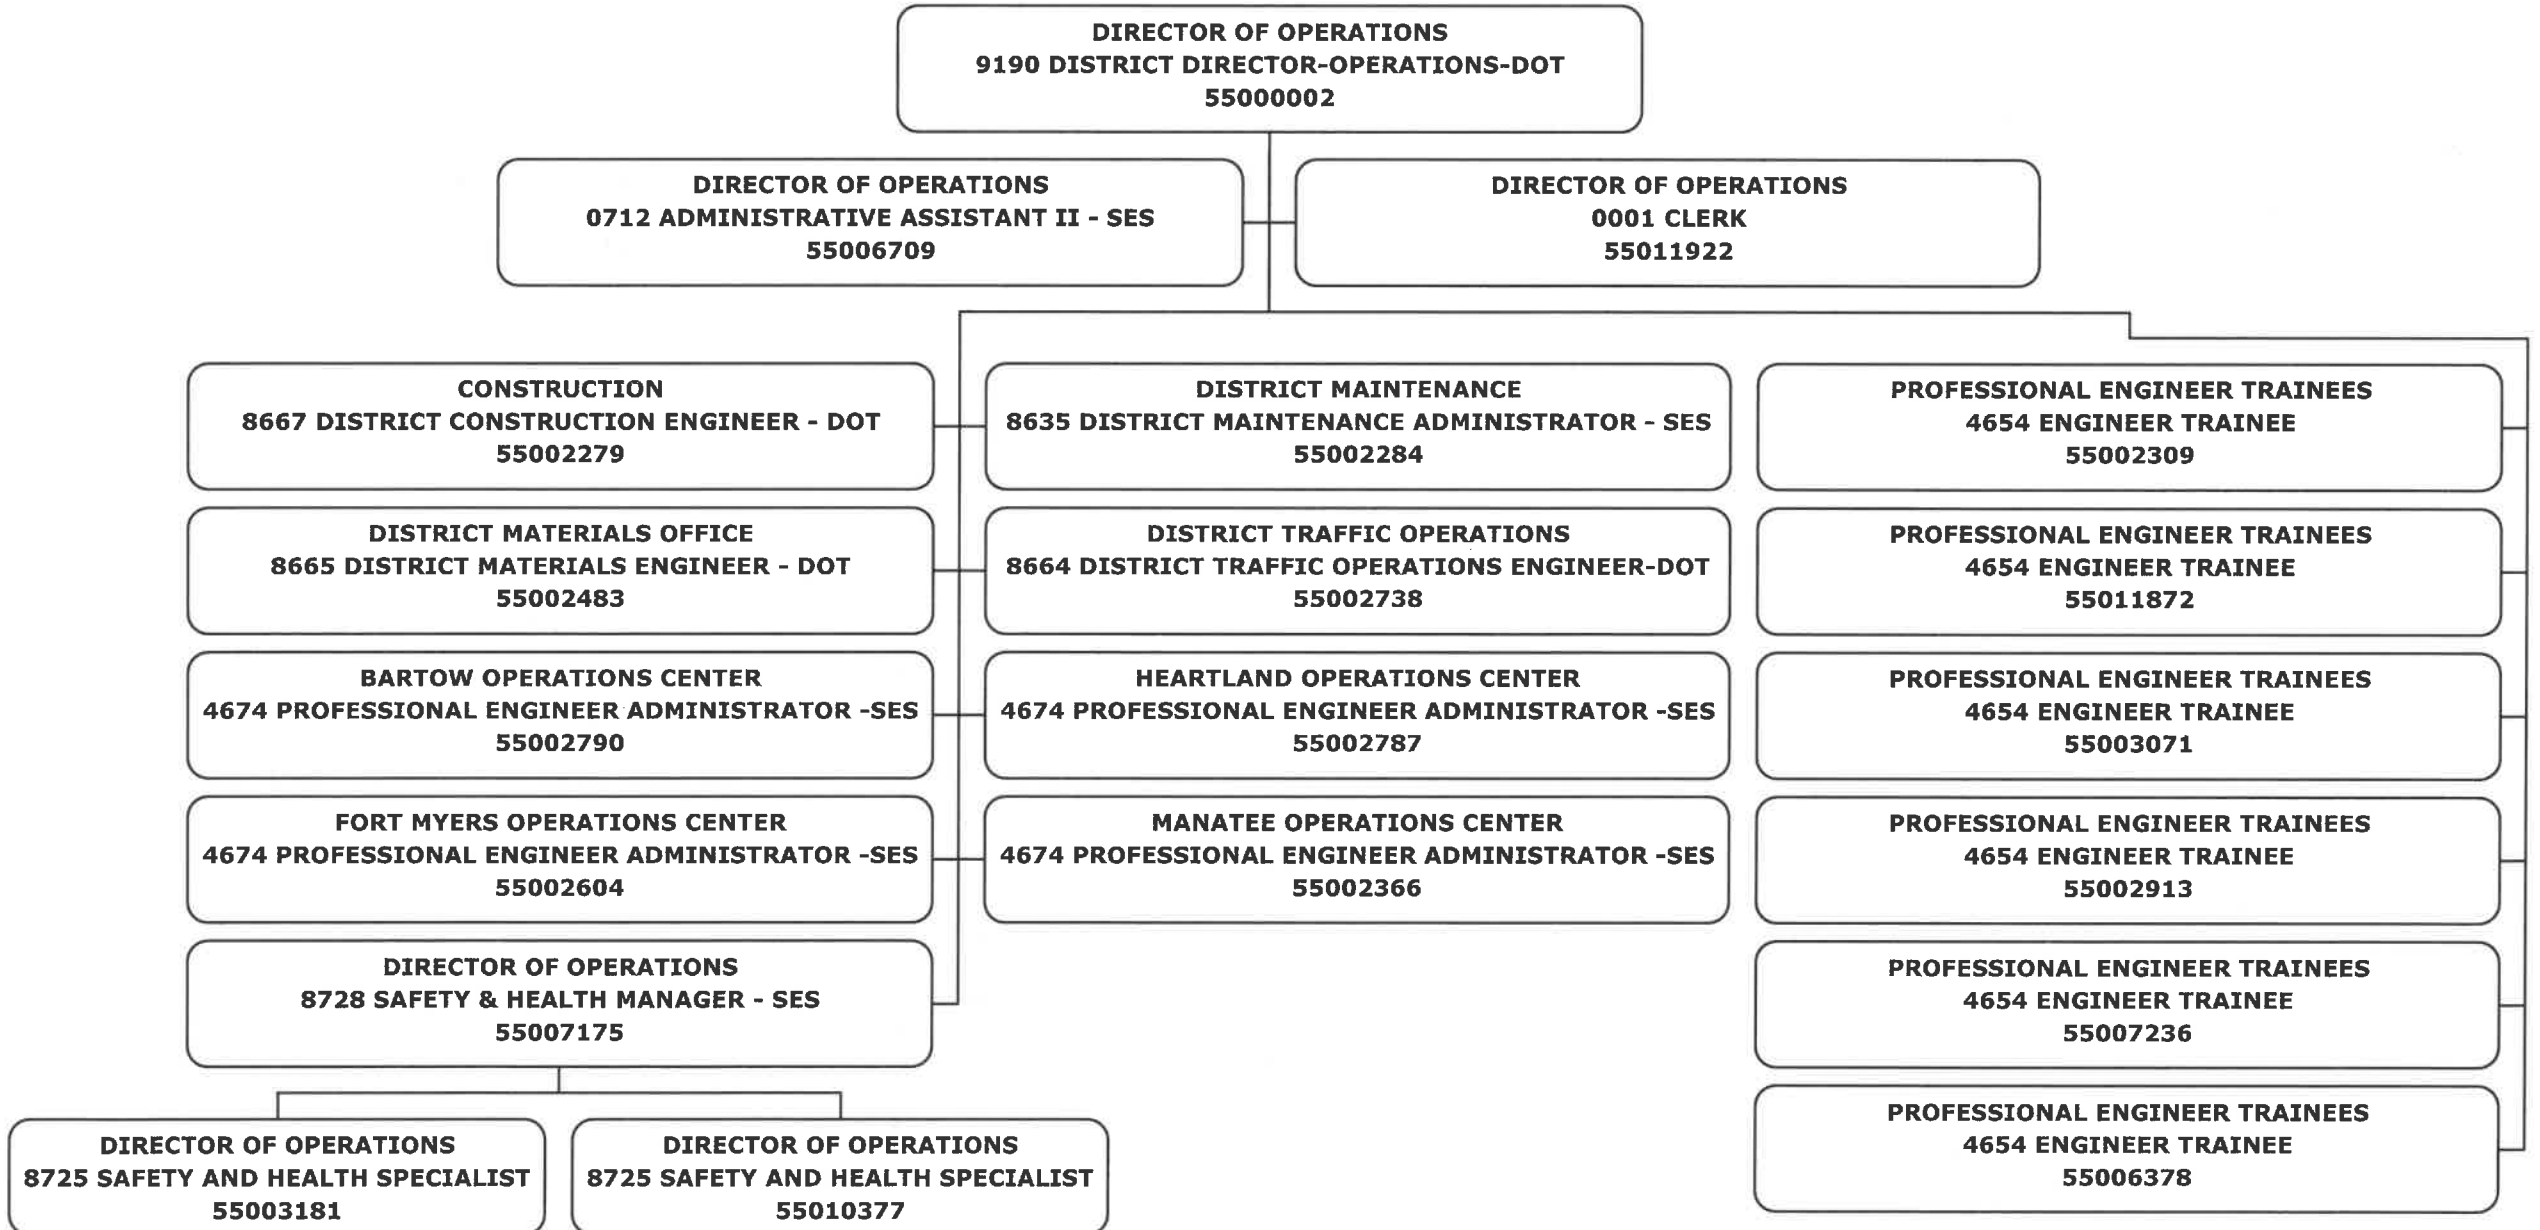 DIRECTOR OF OPERATIONS
9190 DISTRICT DIRECTOR-OPERATIONS-DOT
55000002
DIRECTOR OF OPERATIONS
0712 ADMINISTRATIVE ASSISTANT II - SES
55006709
DIRECTOR OF OPERATIONS
0001 CLERK
55011922
CONSTRUCTION
8667 DISTRICT CONSTRUCTION ENGINEER - DOT
55002279
DISTRICT MAINTENANCE
8635 DISTRICT MAINTENANCE ADMINISTRATOR - SES
55002284
PROFESSIONAL ENGINEER TRAINEES
4654 ENGINEER TRAINEE
55002309
DISTRICT MATERIALS OFFICE
8665 DISTRICT MATERIALS ENGINEER - DOT
55002483
DISTRICT TRAFFIC OPERATIONS
8664 DISTRICT TRAFFIC OPERATIONS ENGINEER-DOT
55002738
PROFESSIONAL ENGINEER TRAINEES
4654 ENGINEER TRAINEE
55011872
BARTOW OPERATIONS CENTER
4674 PROFESSIONAL ENGINEER ADMINISTRATOR -SES
55002790
HEARTLAND OPERATIONS CENTER
4674 PROFESSIONAL ENGINEER ADMINISTRATOR -SES
55002787
PROFESSIONAL ENGINEER TRAINEES
4654 ENGINEER TRAINEE
55003071
FORT MYERS OPERATIONS CENTER
4674 PROFESSIONAL ENGINEER ADMINISTRATOR -SES
55002604
MANATEE OPERATIONS CENTER
4674 PROFESSIONAL ENGINEER ADMINISTRATOR -SES
55002366
PROFESSIONAL ENGINEER TRAINEES
4654 ENGINEER TRAINEE
55002913
DIRECTOR OF OPERATIONS
8728 SAFETY & HEALTH MANAGER - SES
55007175
PROFESSIONAL ENGINEER TRAINEES
4654 ENGINEER TRAINEE
55007236
DIRECTOR OF OPERATIONS
8725 SAFETY AND HEALTH SPECIALIST
55003181
DIRECTOR OF OPERATIONS
8725 SAFETY AND HEALTH SPECIALIST
55010377
PROFESSIONAL ENGINEER TRAINEES
4654 ENGINEER TRAINEE
55006378